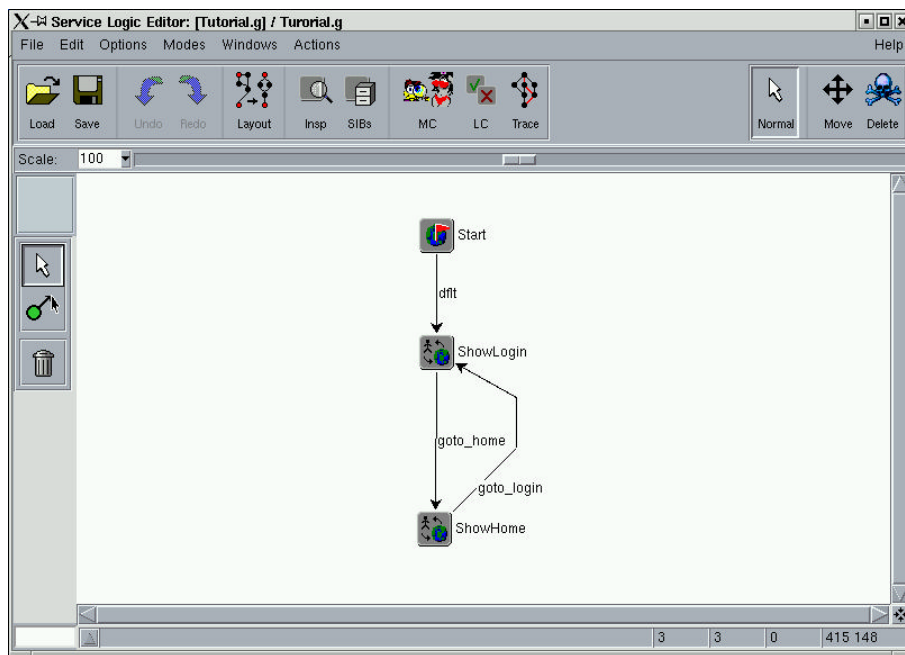 Service Logic Editor: [Tutorial.g] / Turorial.g
File Edit Options Modes Windows Actions Help
Load Save Undo Redo Layout Insp SIBs MC LC Trace Normal Move Delete
Scale: 100
Start
dflt
ShowLogin
goto_home
goto_login
ShowHome
3 3 0 415 148